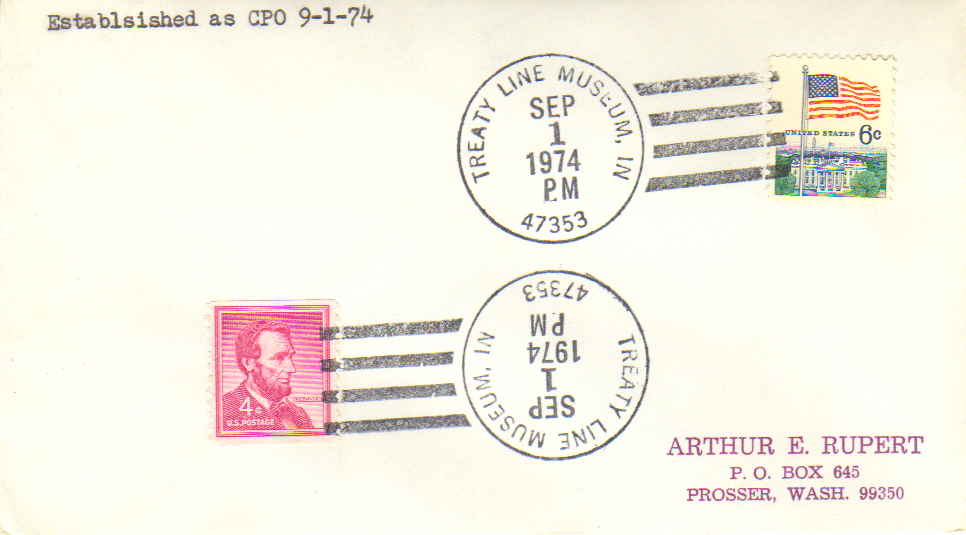 Establsished as CPO 9-1-74
TREATY LINE MUSEUM, IN
SEP
1
1974
PM
47353
UNITED STATES 6c
TREATY LINE MUSEUM, IN
SEP
1
1974
PM
47353
4c
U.S. POSTAGE
ARTHUR E. RUPERT
P. O. BOX 645
PROSSER, WASH. 99350